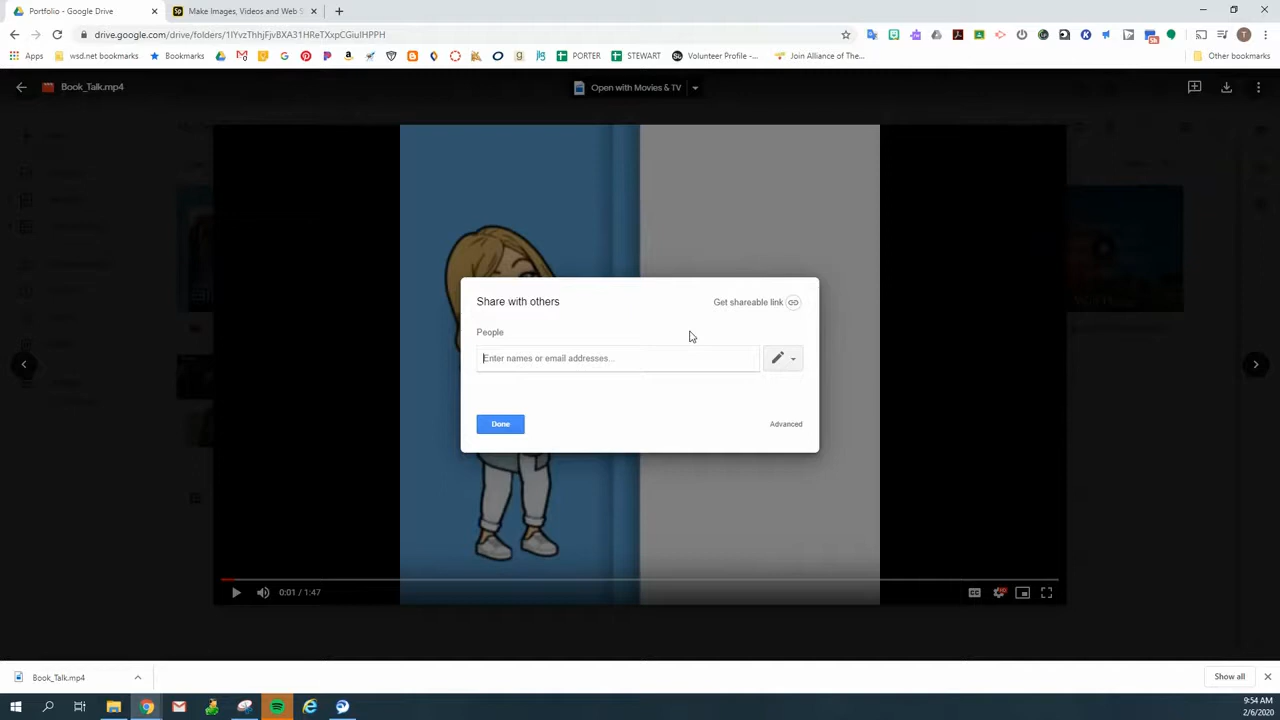 Portfolio - Google Drive
Make Images, Videos and Web S
drive.google.com/drive/folders/1IYvzThhjFjvBXA31HReTXxpCGiulHPPH
Apps
wsd.net bookmarks
Bookmarks
PORTER
STEWART
Volunteer Profile -...
Join Alliance of The...
Other bookmarks
Book_Talk.mp4
Open with Movies & TV
Share with others
Get shareable link
People
Enter names or email addresses...
Done
Advanced
0:01 / 1:47
Book_Talk.mp4
Show all
9:54 AM
2/6/2020